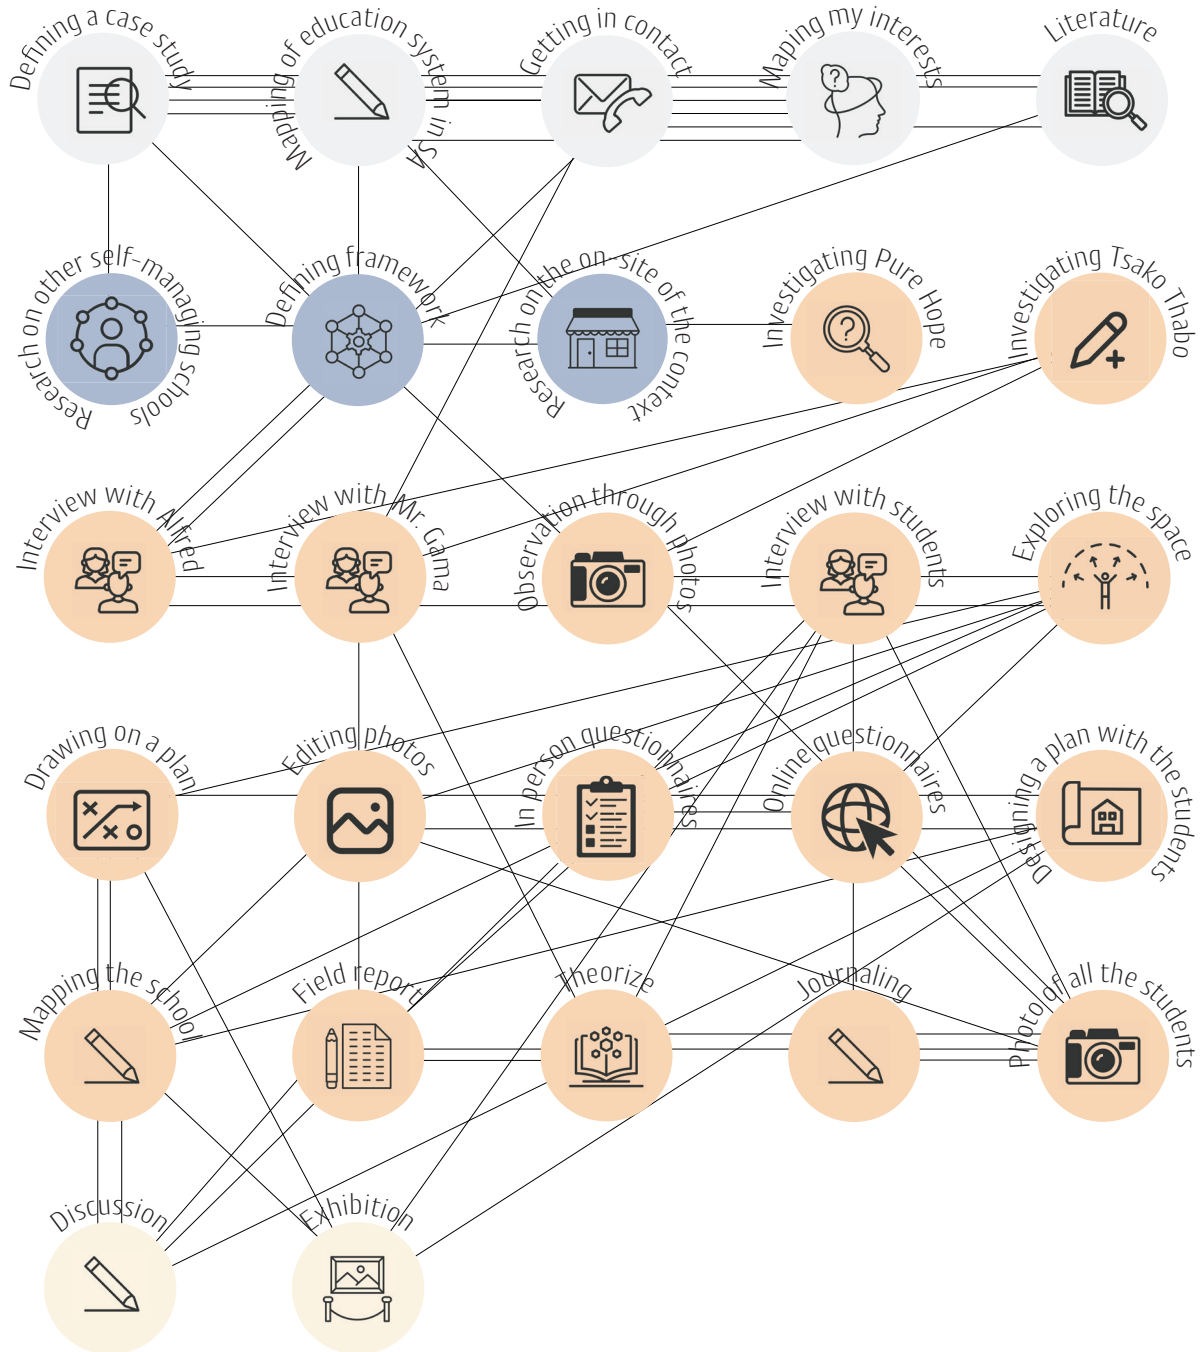 Defining a case study
Mapping of education system in SA
Getting in contact
Maping my interests
Literature
Research on other self-managing schools
Defining framework
Research on the on-site of the context
Investigating Pure Hope
Investigating Tsako Thabo
Interview with Alfred
Interview with Mr. Gama
Observation through photos
Interview with students
Exploring the space
Drawing on a plan
Editing photos
In person questionnaires
Online questionnaires
Designing a plan with the students
Mapping the school
Field report
Theorize
Journaling
Photo of all the students
Discussion
Exhibition